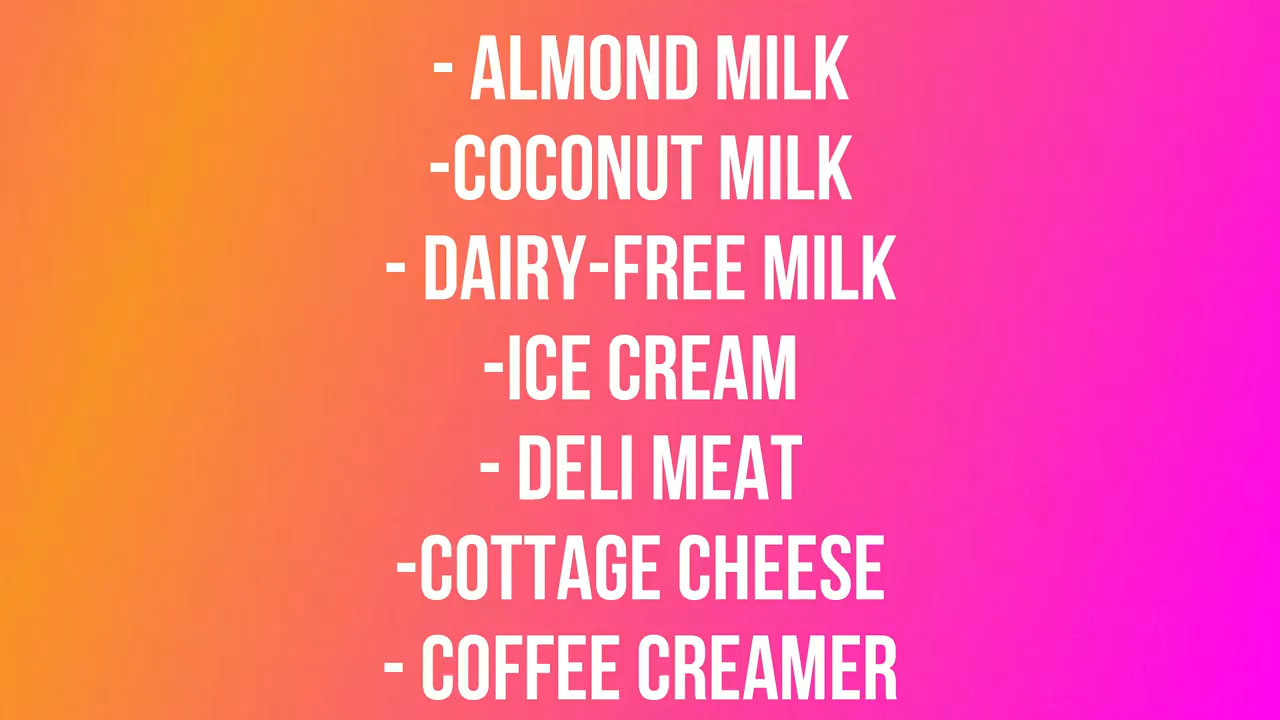 - ALMOND MILK
-COCONUT MILK
- DAIRY-FREE MILK
-ICE CREAM
- DELI MEAT
-COTTAGE CHEESE
- COFFEE CREAMER